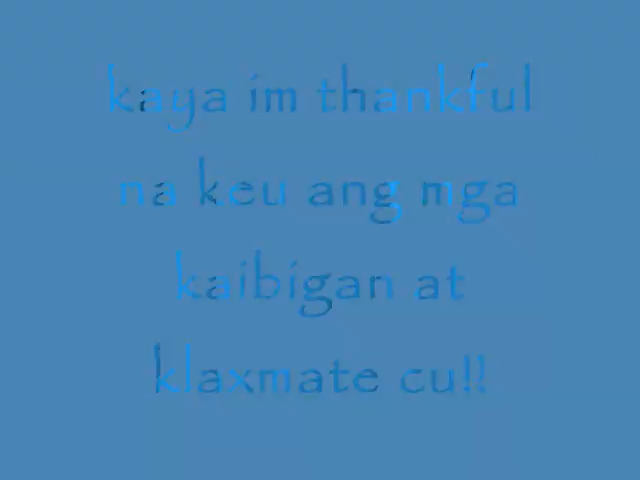 kaya im thankful
na keu ang mga
kaibigan at
klaxmate cu!!